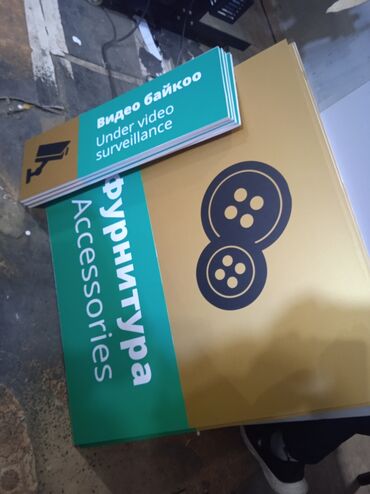 Видео байкоо
Under video
surveillance
фурнитура
Accessories